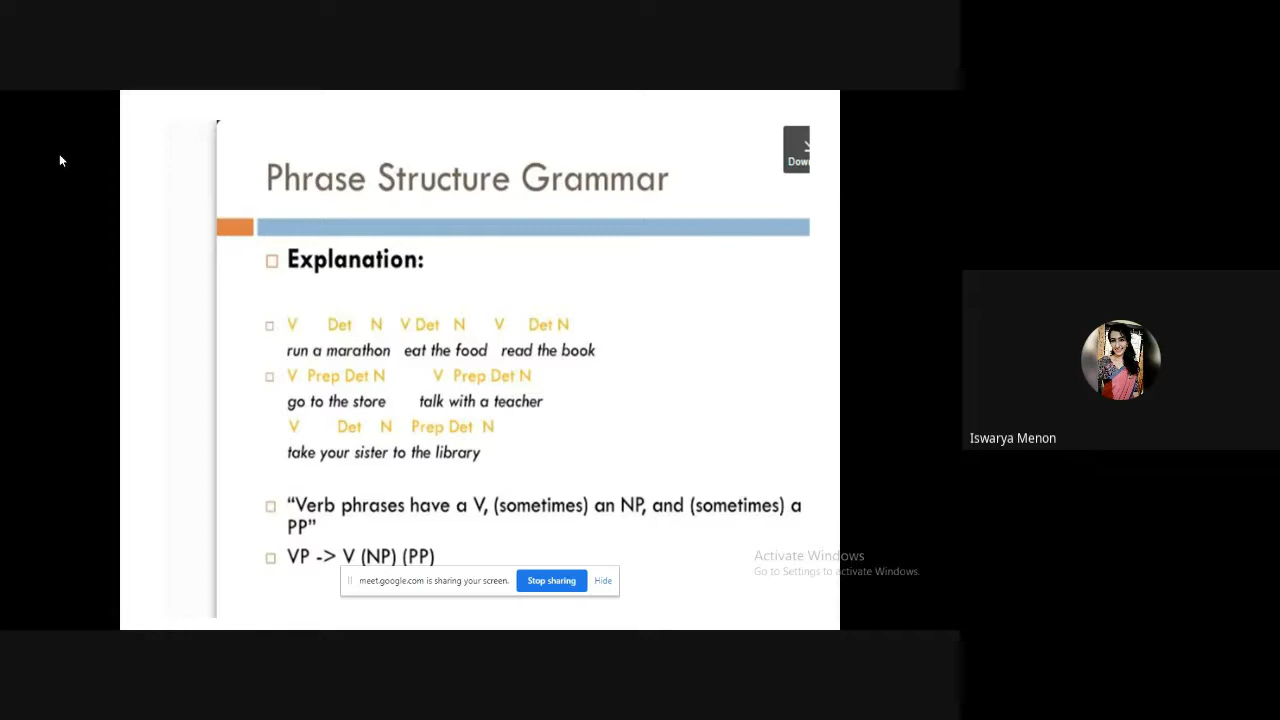 Phrase Structure Grammar
Down
Explanation:
V Det N V Det N V Det N
run a marathon eat the food read the book
V Prep Det N V Prep Det N
go to the store talk with a teacher
V Det N Prep Det N
take your sister to the library
“Verb phrases have a V, (sometimes) an NP, and (sometimes) a
PP”
VP -> V (NP) (PP)
meet.google.com is sharing your screen. Stop sharing Hide
Activate Windows
Go to Settings to activate Windows.
Iswarya Menon